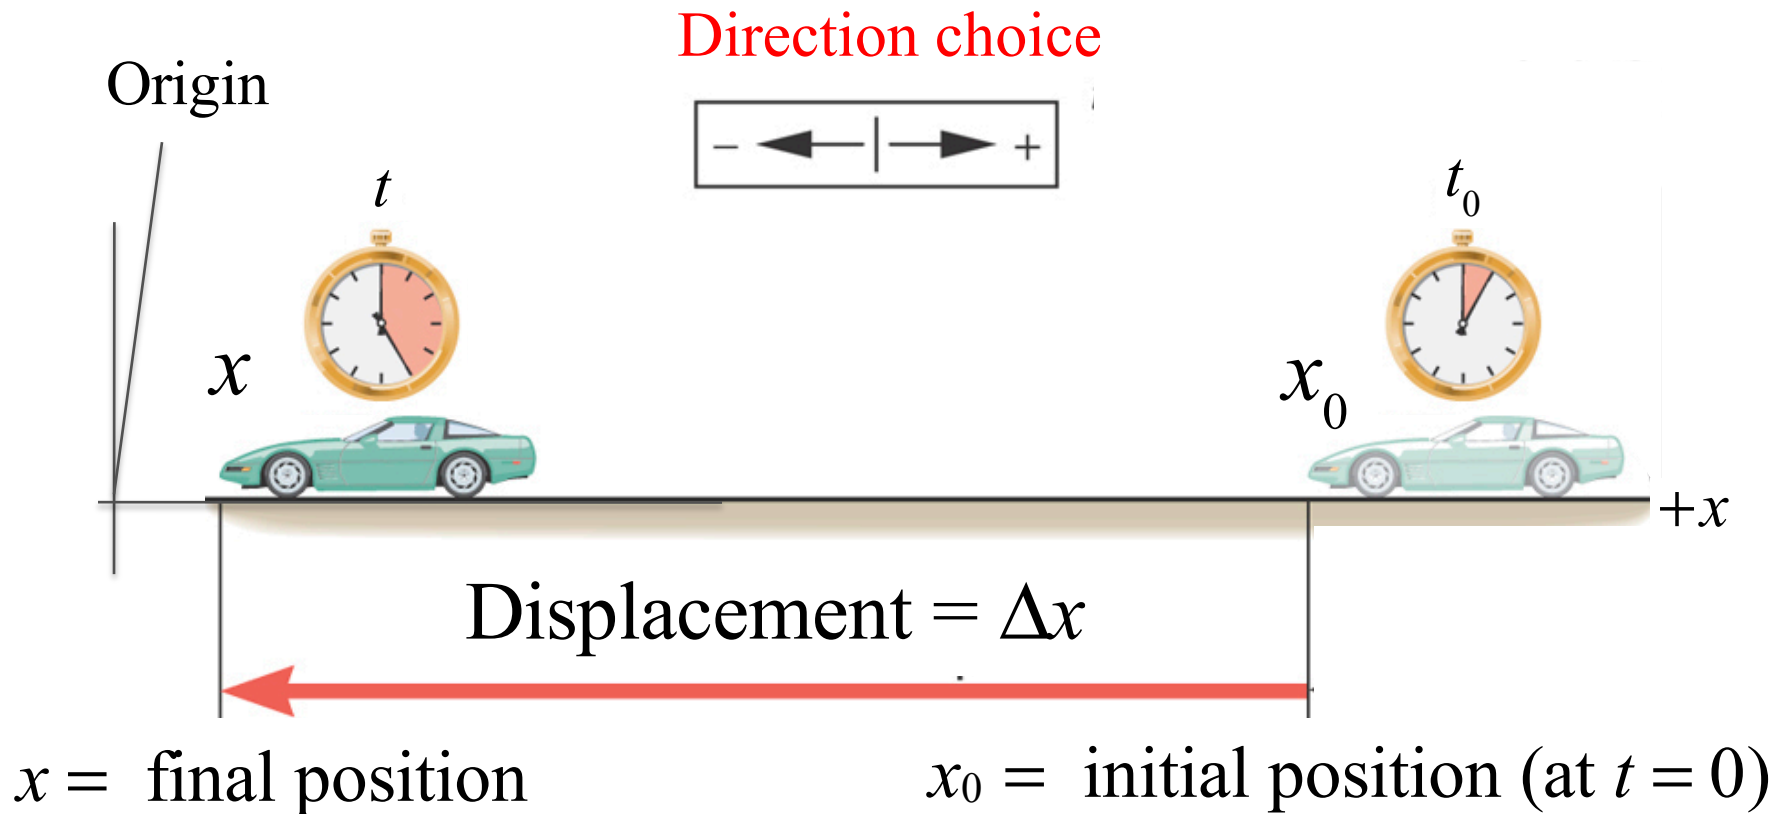 Direction choice
Origin
− +
t
t₀
x
x₀
+x
Displacement = Δx
x = final position
x₀ = initial position (at t = 0)